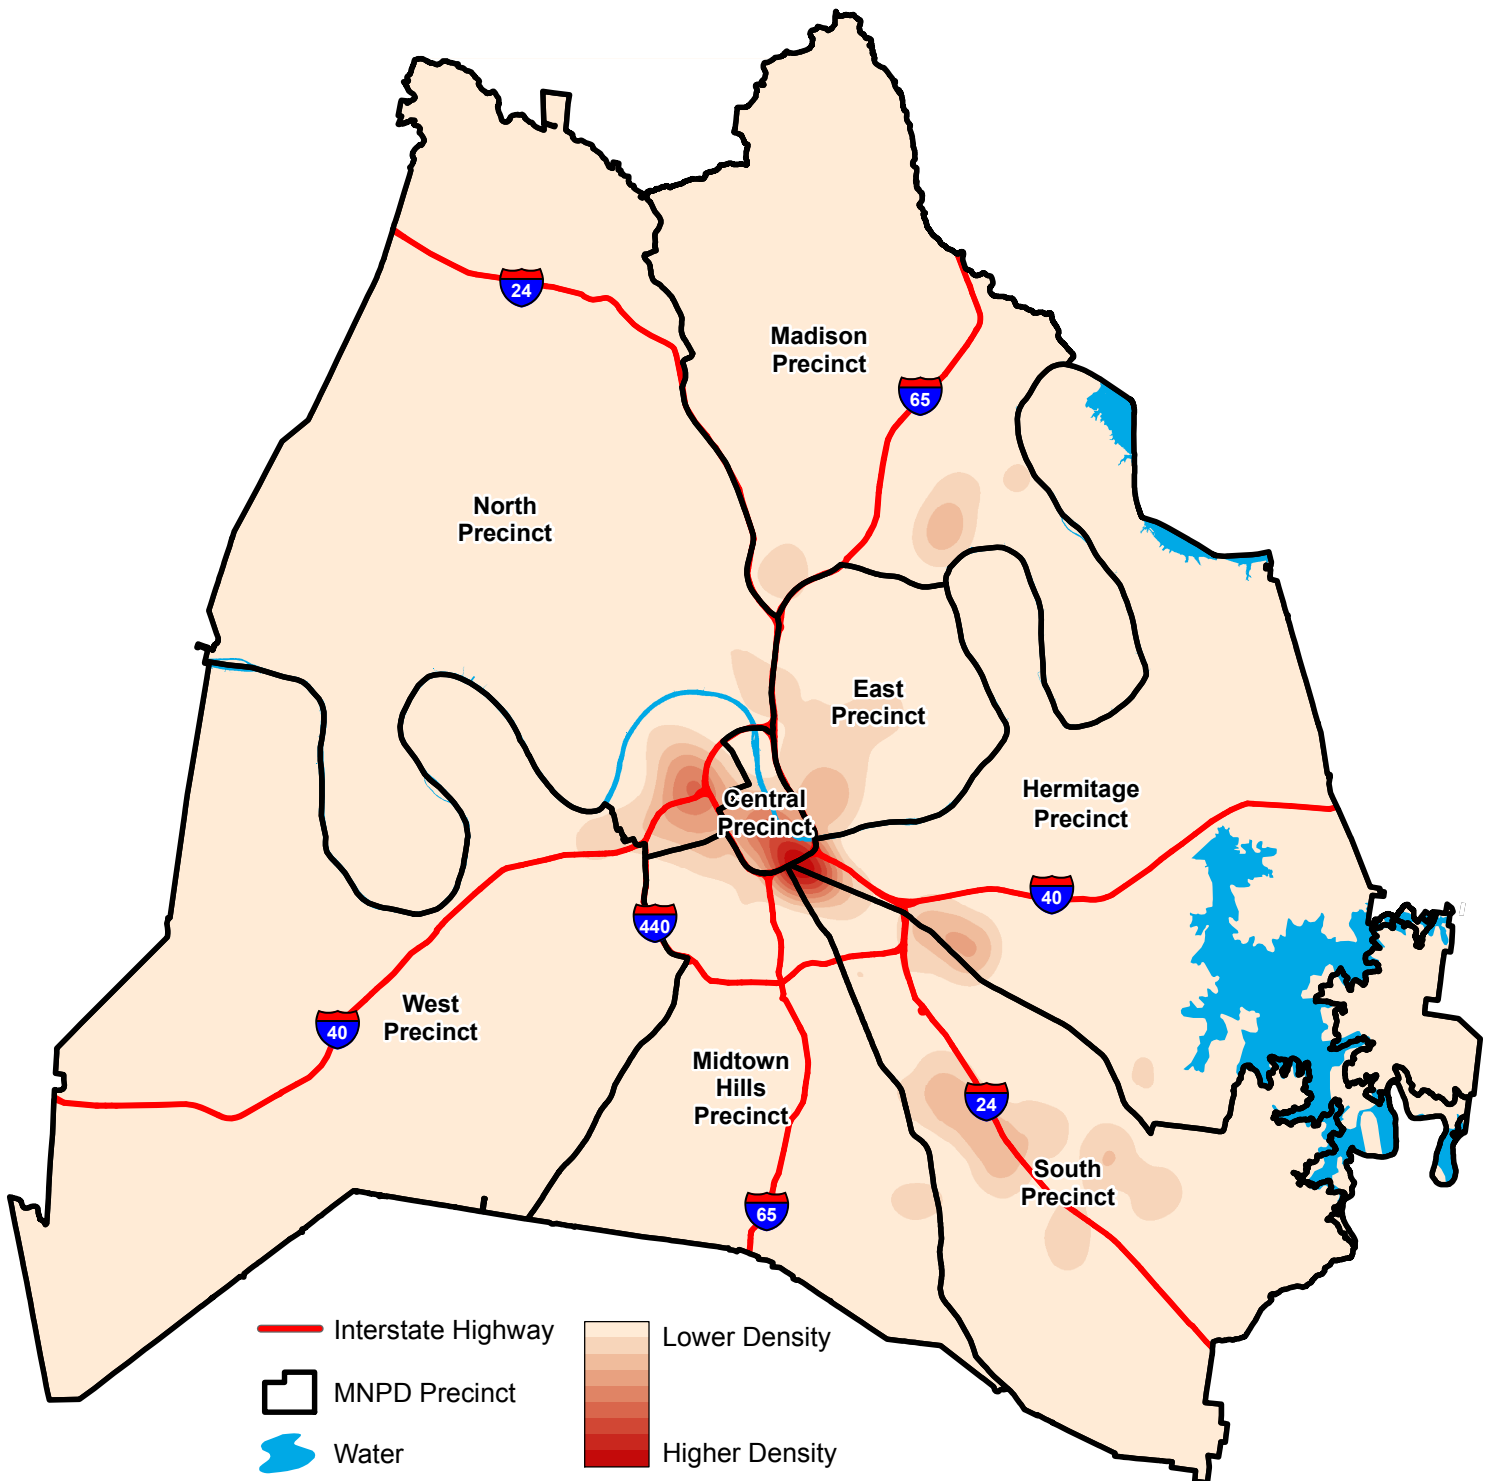 24
Madison
Precinct
65
North
Precinct
East
Precinct
Hermitage
Precinct
Central
Precinct
40
440
West
Precinct
40
Midtown
Hills
Precinct
24
South
Precinct
65
Interstate Highway
MNPD Precinct
Water
Lower Density
Higher Density